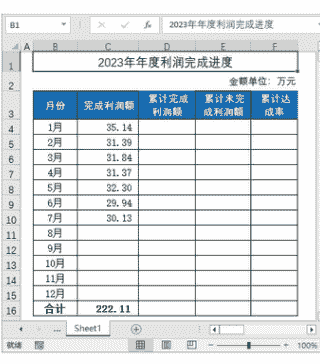 B1 fx 2023年年度利润完成进度
A B C D E F
1 2023年年度利润完成进度
2 金额单位：万元
3 月份 完成利润额 累计完成利润额 累计未完成利润额 累计达成率
4 1月 35.14
5 2月 31.39
6 3月 31.84
7 4月 31.37
8 5月 32.30
9 6月 29.94
10 7月 30.13
11 8月
12 9月
13 10月
14 11月
15 12月
16 合计 222.11
... Sheet1
就绪 100%